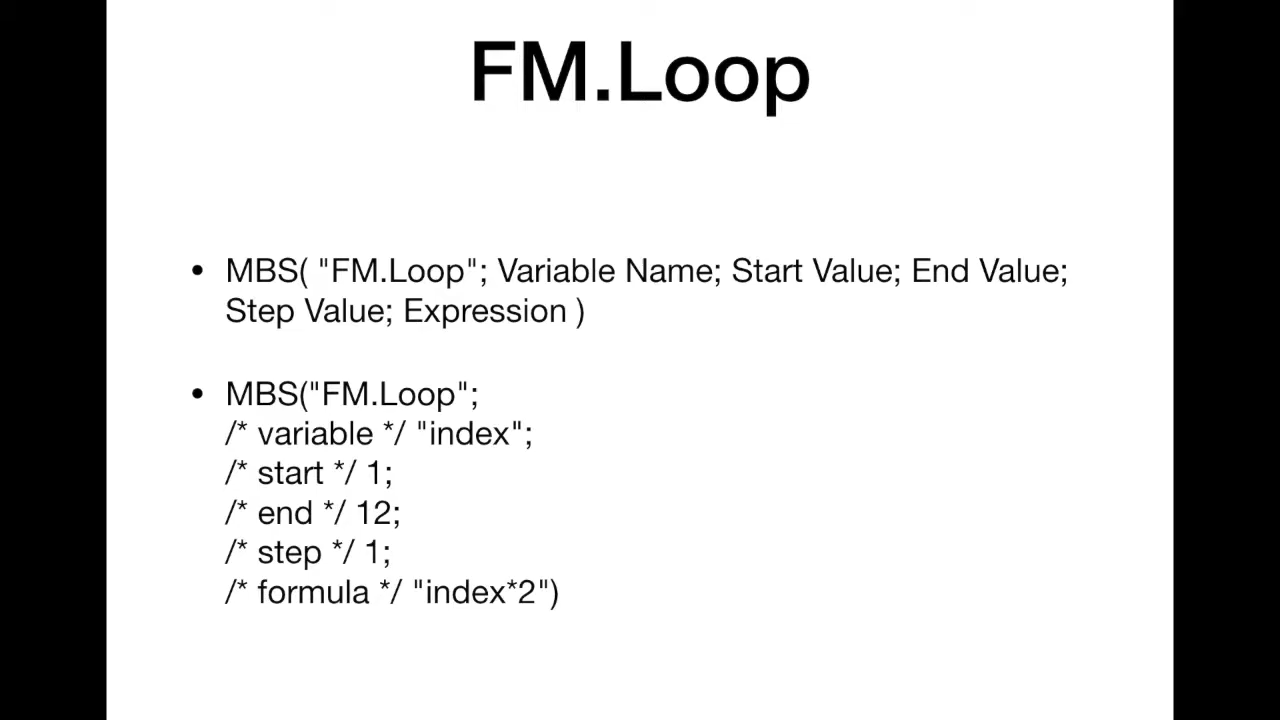 FM.Loop
• MBS( "FM.Loop"; Variable Name; Start Value; End Value;
Step Value; Expression )
• MBS("FM.Loop";
/* variable */ "index";
/* start */ 1;
/* end */ 12;
/* step */ 1;
/* formula */ "index*2")